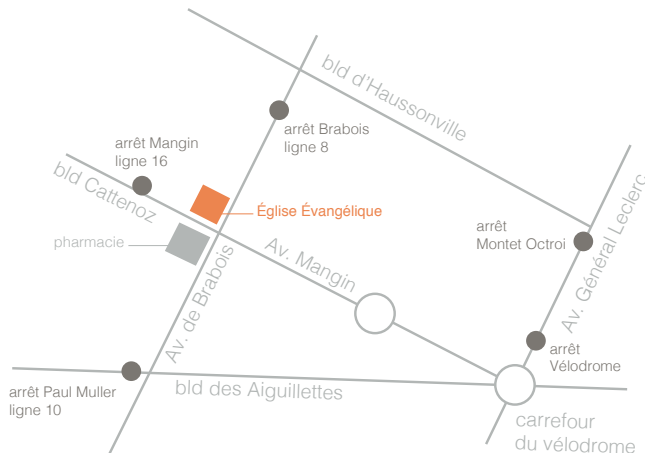 bld d'Haussonville
arrêt Brabois
ligne 8
arrêt Mangin
ligne 16
bld Cattenoz
Église Évangélique
pharmacie
Av. Mangin
Av. de Brabois
arrêt
Montet Octroi
Av. Général Leclerc
arrêt
Vélodrome
arrêt Paul Muller
ligne 10
bld des Aiguillettes
carrefour
du vélodrome